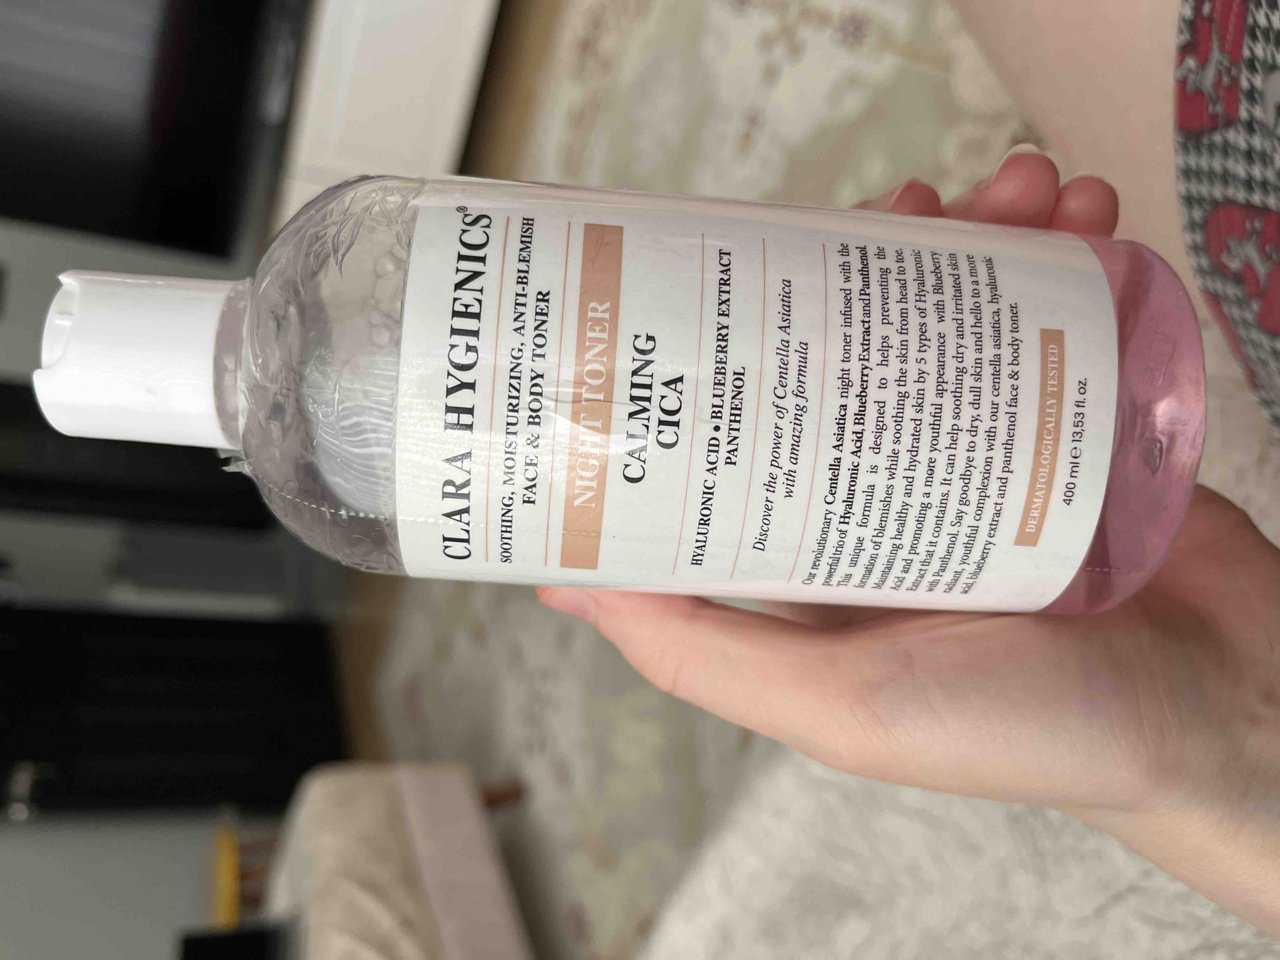 CLARA HYGIENICS®
SOOTHING, MOISTURIZING, ANTI-BLEMISH
FACE & BODY TONER
NIGHT TONER
CALMING
CICA
HYALURONIC ACID • BLUEBERRY EXTRACT
PANTHENOL
Discover the power of Centella Asiatica
with amazing formula
Our revolutionary Centella Asiatica night toner infused with the
powerful trio of Hyaluronic Acid, Blueberry Extract and Panthenol.
This unique formula is designed to helps preventing the
formation of blemishes while soothing the skin from head to toe.
Maintaining healthy and hydrated skin by 5 types of Hyaluronic
Acid and promoting a more youthful appearance with Blueberry
Extract that it contains. It can help soothing dry and irritated skin
with Panthenol. Say goodbye to dry, dull skin and hello to a more
radiant, youthful complexion with our centella asiatica, hyaluronic
acid, blueberry extract and panthenol face & body toner.
DERMATOLOGICALLY TESTED
400 ml e 13,53 fl. oz.